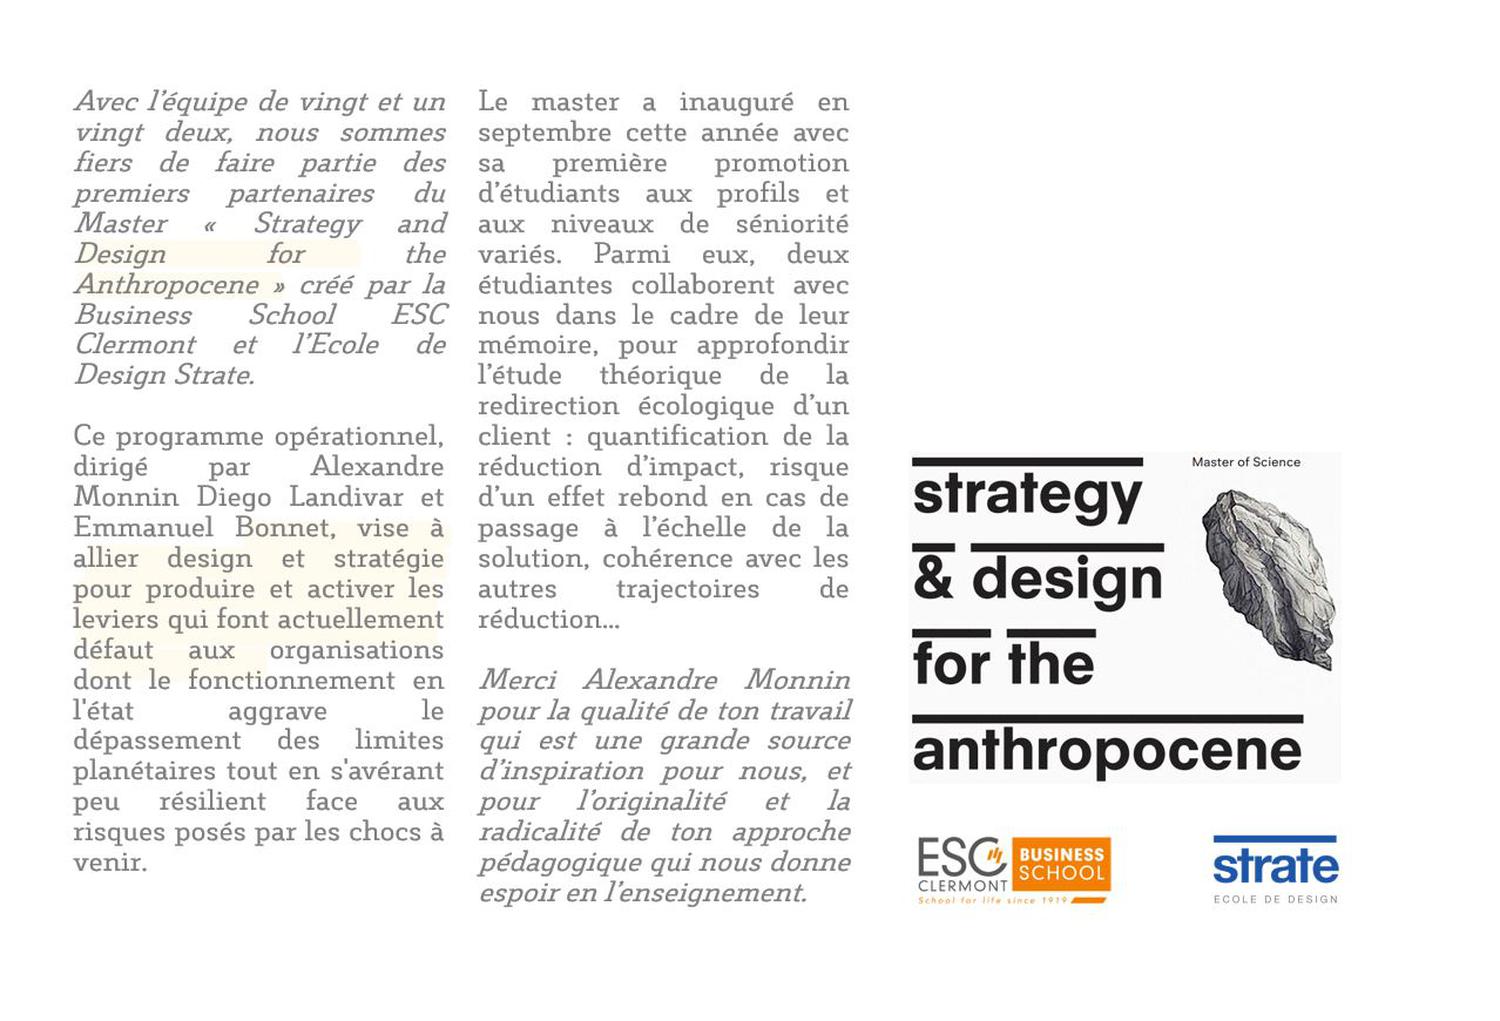 Avec l’équipe de vingt et un
vingt deux, nous sommes
fiers de faire partie des
premiers partenaires du
Master « Strategy and
Design for the
Anthropocene » créé par la
Business School ESC
Clermont et l’Ecole de
Design Strate.
Ce programme opérationnel,
dirigé par Alexandre
Monnin Diego Landivar et
Emmanuel Bonnet, vise à
allier design et stratégie
pour produire et activer les
leviers qui font actuellement
défaut aux organisations
dont le fonctionnement en
l'état aggrave le
dépassement des limites
planétaires tout en s'avérant
peu résilient face aux
risques posés par les chocs à
venir.
Le master a inauguré en
septembre cette année avec
sa première promotion
d’étudiants aux profils et
aux niveaux de séniorité
variés. Parmi eux, deux
étudiantes collaborent avec
nous dans le cadre de leur
mémoire, pour approfondir
l’étude théorique de la
redirection écologique d’un
client : quantification de la
réduction d’impact, risque
d’un effet rebond en cas de
passage à l’échelle de la
solution, cohérence avec les
autres trajectoires de
réduction...
Merci Alexandre Monnin
pour la qualité de ton travail
qui est une grande source
d’inspiration pour nous, et
pour l’originalité et la
radicalité de ton approche
pédagogique qui nous donne
espoir en l’enseignement.
Master of Science
strategy
& design
for the
anthropocene
ESC
CLERMONT
BUSINESS
SCHOOL
School for life since 1919
strate
ECOLE DE DESIGN